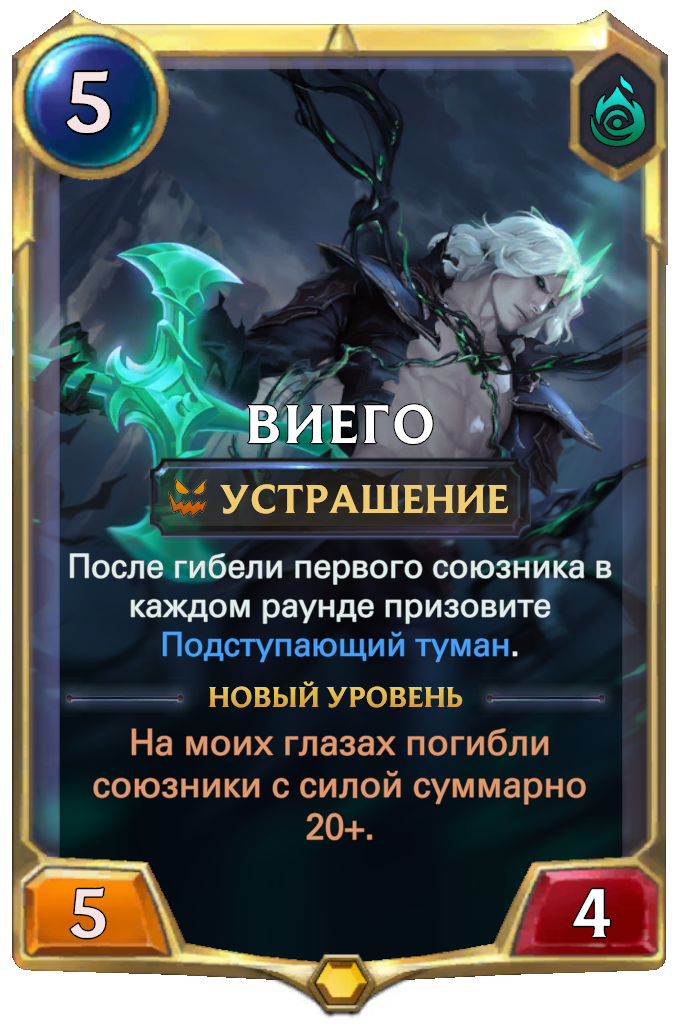 5
ВИЕГО
УСТРАШЕНИЕ
После гибели первого союзника в
каждом раунде призовите
Подступающий туман.
НОВЫЙ УРОВЕНЬ
На моих глазах погибли
союзники с силой суммарно
20+.
5
4